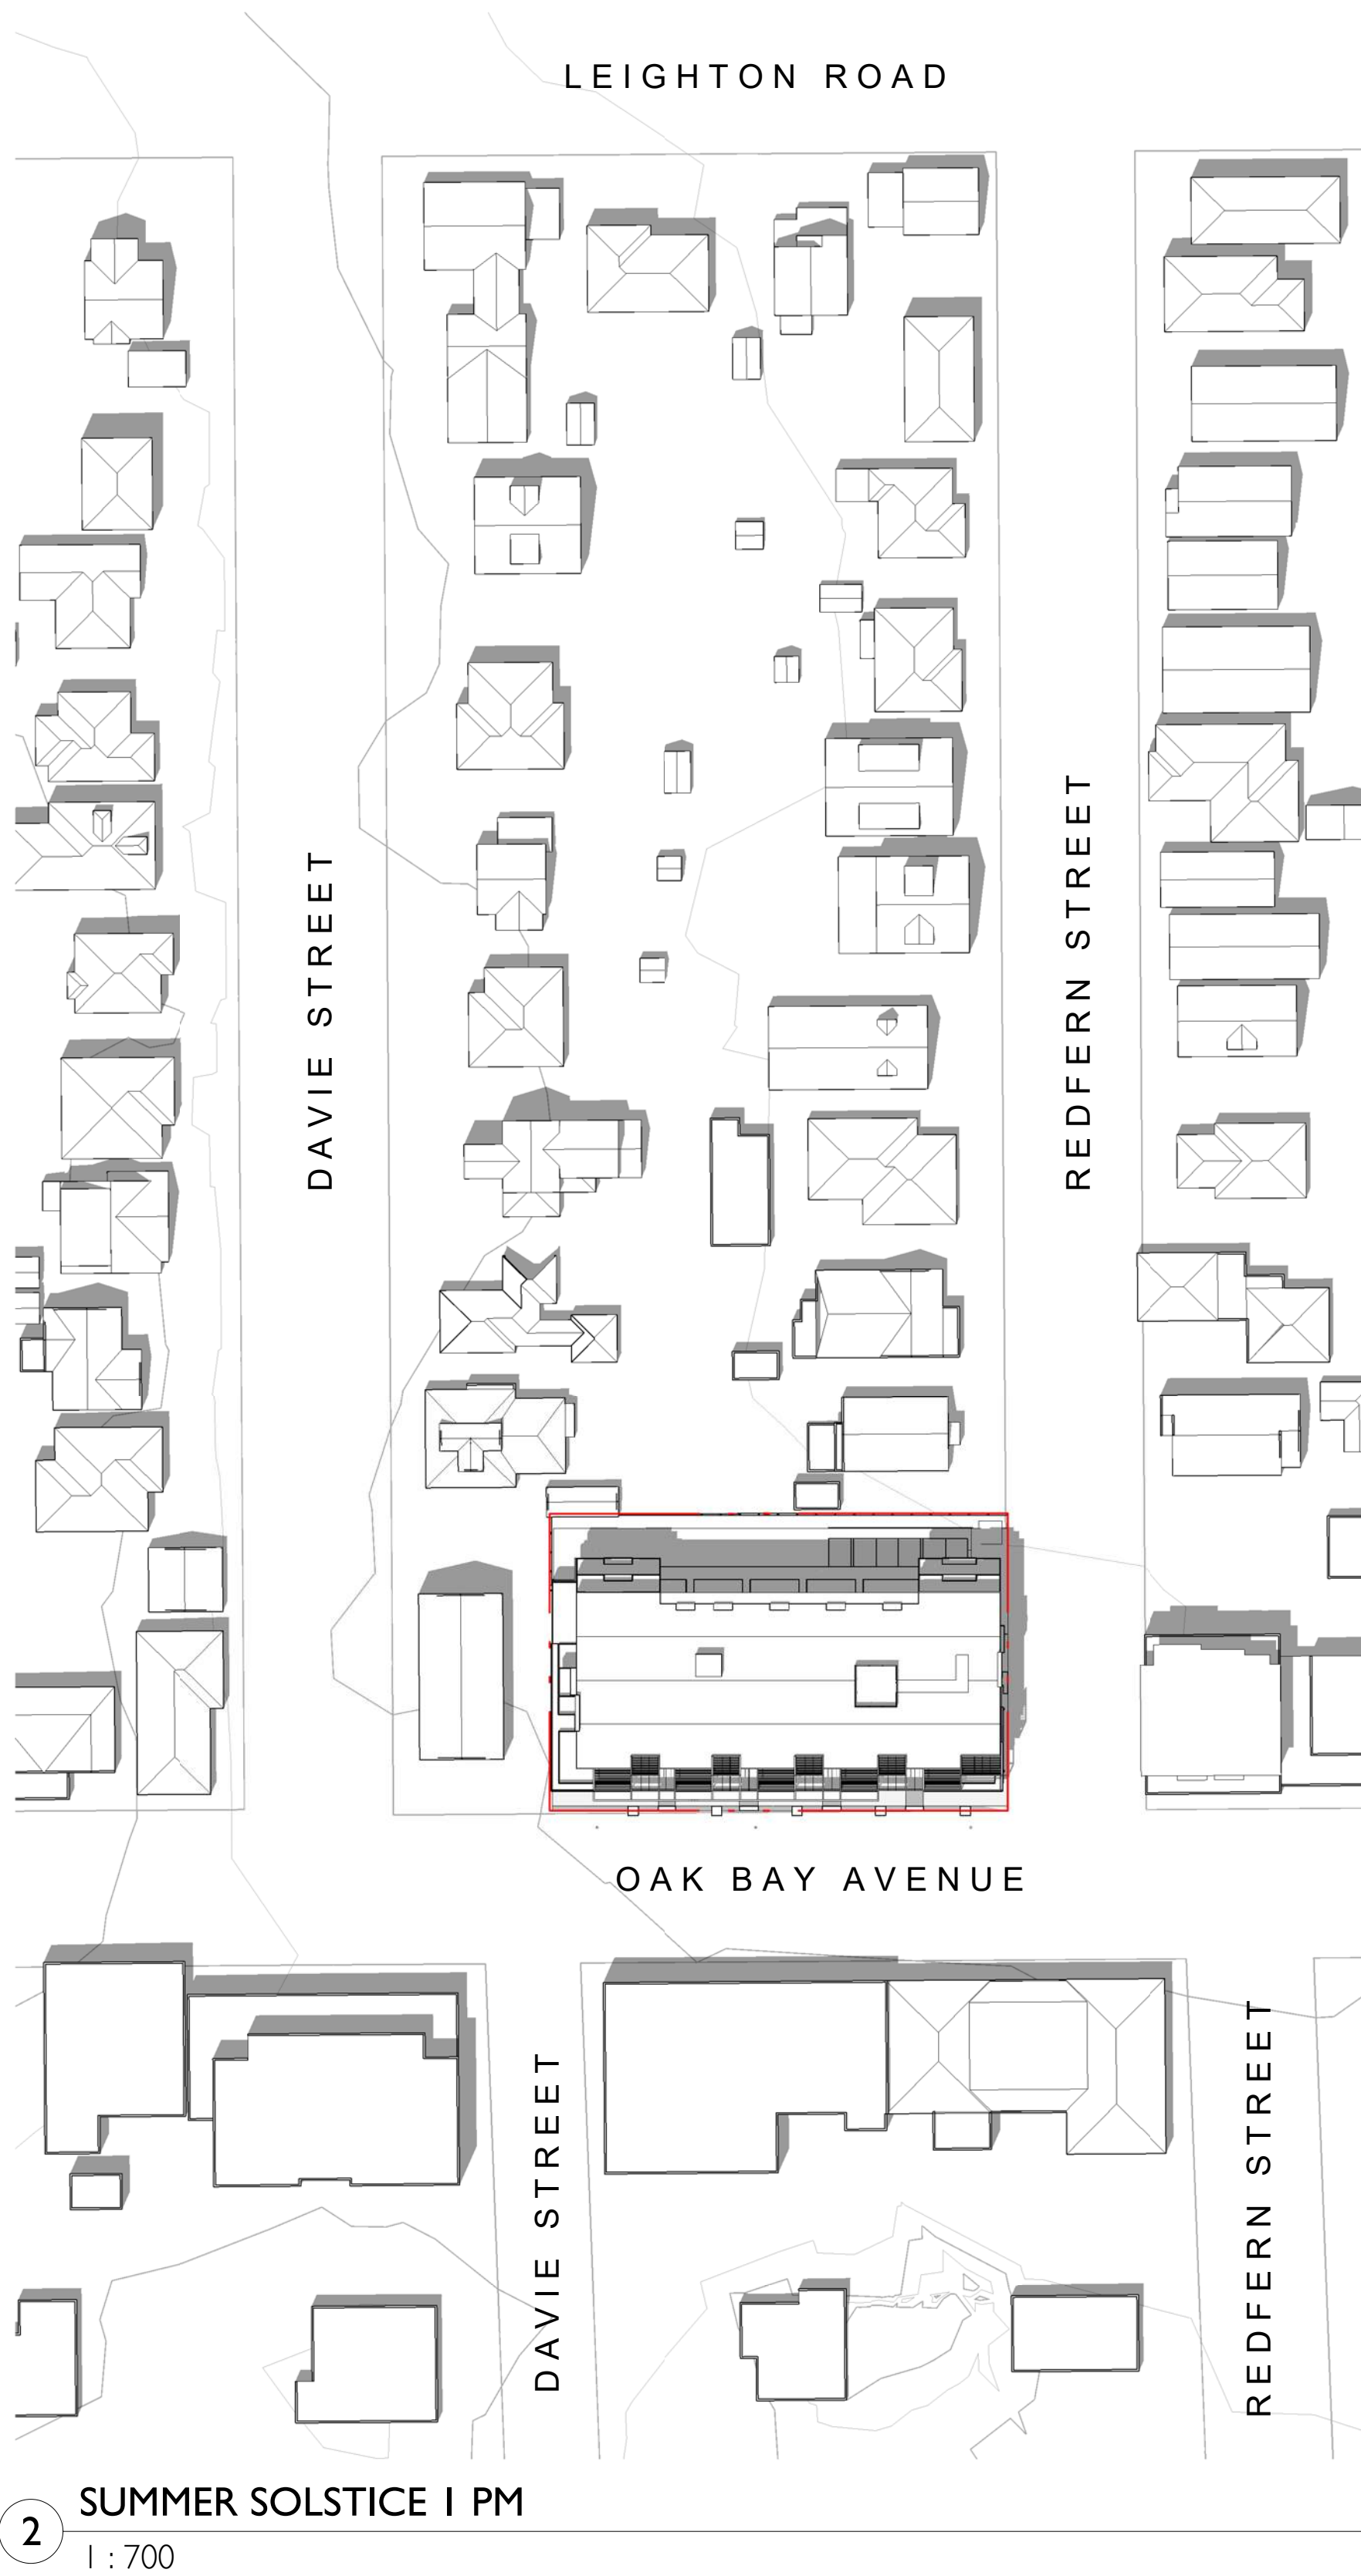 LEIGHTON ROAD
DAVIE STREET
REDFERN STREET
OAK BAY AVENUE
DAVIE STREET
REDFERN STREET
2
SUMMER SOLSTICE 1 PM
1 : 700